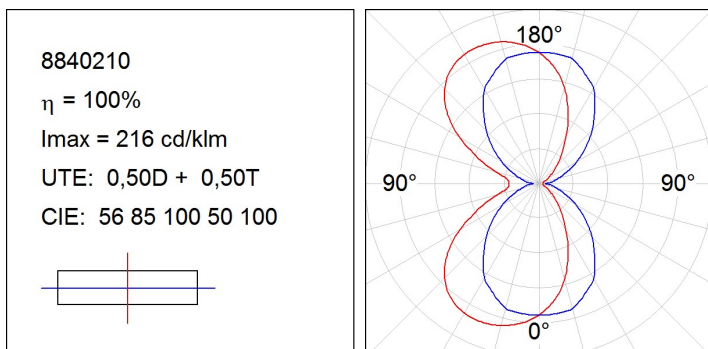 8840210
η = 100%
Imax = 216 cd/klm
UTE: 0,50D + 0,50T
CIE: 56 85 100 50 100
180°
90° 90°
0°